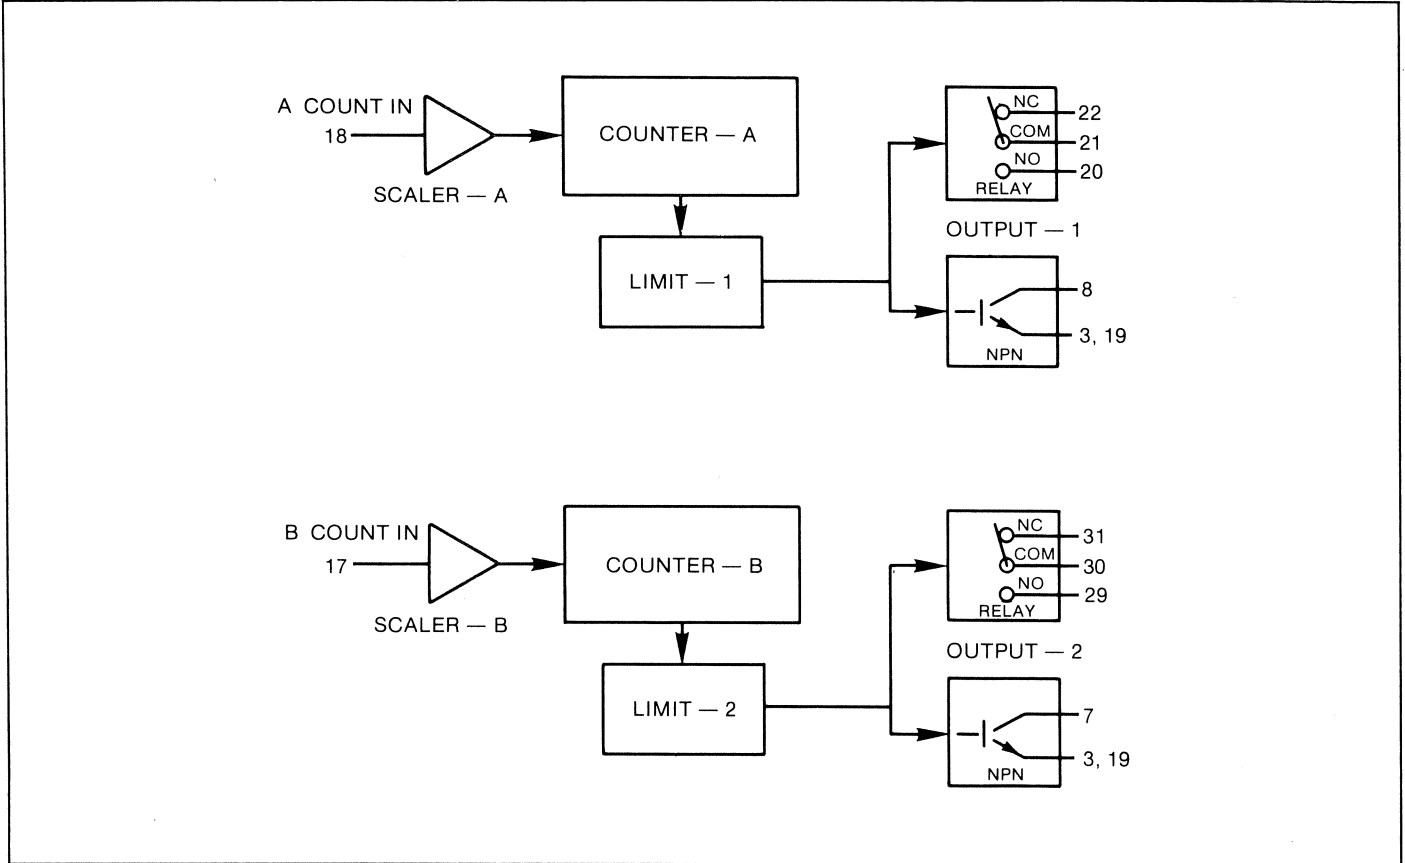 A COUNT IN
18
SCALER — A
COUNTER — A
LIMIT — 1
NC
22
COM
21
NO
20
RELAY
OUTPUT — 1
8
3, 19
NPN
B COUNT IN
17
SCALER — B
COUNTER — B
LIMIT — 2
NC
31
COM
30
NO
29
RELAY
OUTPUT — 2
7
3, 19
NPN